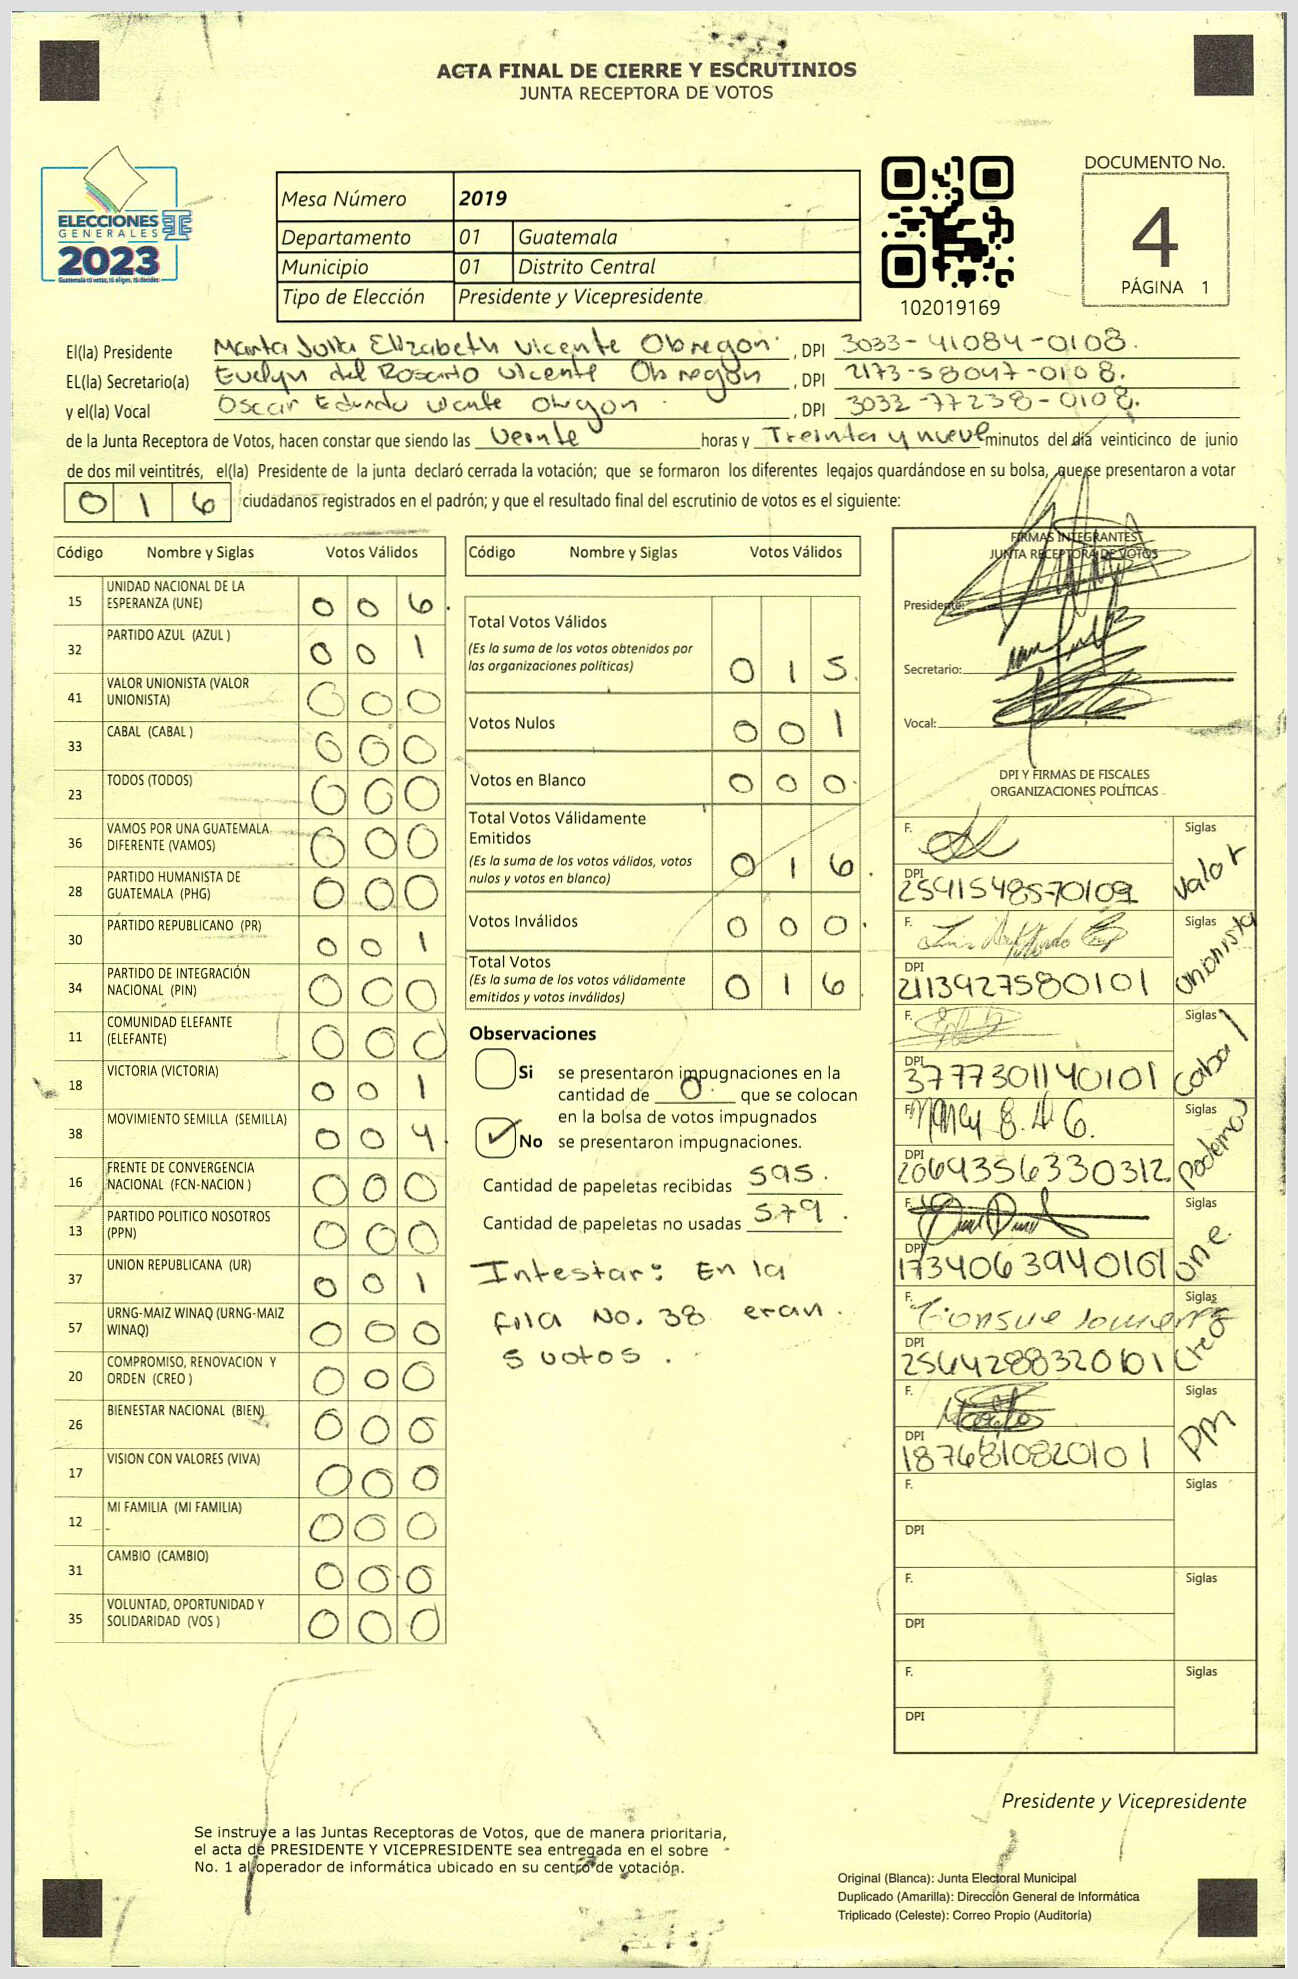 ACTA FINAL DE CIERRE Y ESCRUTINIOS
JUNTA RECEPTORA DE VOTOS
ELECCIONES
GENERALES
2023
Mesa Número 2019
Departamento 01 Guatemala
Municipio 01 Distrito Central
Tipo de Elección Presidente y Vicepresidente
102019169
DOCUMENTO No.
4
PÁGINA 1
El(la) Presidente Marta Julia Elizabeth Vicente Obregon. , DPI 3033-41084-0108.
EL(la) Secretario(a) Evelyn del Rosario Vicente Obregón , DPI 2173-58047-0108.
y el(la) Vocal Oscar , DPI 3032-77238-0108.
de la Junta Receptora de Votos, hacen constar que siendo las Veinte horas y Treinta y nueve minutos del día veinticinco de junio
de dos mil veintitrés, el(la) Presidente de la junta declaró cerrada la votación; que se formaron los diferentes legajos quardándose en su bolsa, que se presentaron a votar
0 1 6 ciudadanos registrados en el padrón; y que el resultado final del escrutinio de votos es el siguiente:
Código Nombre y Siglas Votos Válidos
15 UNIDAD NACIONAL DE LA
ESPERANZA (UNE) 0 0 6.
32 PARTIDO AZUL (AZUL ) 0 0 1
41 VALOR UNIONISTA (VALOR
UNIONISTA) 0 0 0
33 CABAL (CABAL ) 0 0 0
23 TODOS (TODOS) 0 0 0
36 VAMOS POR UNA GUATEMALA
DIFERENTE (VAMOS) 0 0 0
28 PARTIDO HUMANISTA DE
GUATEMALA (PHG) 0 0 0
30 PARTIDO REPUBLICANO (PR) 0 0 1
34 PARTIDO DE INTEGRACIÓN
NACIONAL (PIN) 0 0 0
11 COMUNIDAD ELEFANTE
(ELEFANTE) 0 0 0
18 VICTORIA (VICTORIA) 0 0 1
38 MOVIMIENTO SEMILLA (SEMILLA) 0 0 4
16 FRENTE DE CONVERGENCIA
NACIONAL (FCN-NACION ) 0 0 0
13 PARTIDO POLITICO NOSOTROS
(PPN) 0 0 0
37 UNION REPUBLICANA (UR) 0 0 1
57 URNG-MAIZ WINAQ (URNG-MAIZ
WINAQ) 0 0 0
20 COMPROMISO, RENOVACION Y
ORDEN (CREO ) 0 0 0
26 BIENESTAR NACIONAL (BIEN) 0 0 0
17 VISION CON VALORES (VIVA) 0 0 0
12 MI FAMILIA (MI FAMILIA) 0 0 0
31 CAMBIO (CAMBIO) 0 0 0
35 VOLUNTAD, OPORTUNIDAD Y
SOLIDARIDAD (VOS ) 0 0 0
Código Nombre y Siglas Votos Válidos
Total Votos Válidos
(Es la suma de los votos obtenidos por
las organizaciones políticas) 0 1 5.
Votos Nulos 0 0 1
Votos en Blanco 0 0 0.
Total Votos Válidamente
Emitidos
(Es la suma de los votos válidos, votos
nulos y votos en blanco) 0 1 6.
Votos Inválidos 0 0 0.
Total Votos
(Es la suma de los votos válidamente
emitidos y votos inválidos) 0 1 6
Observaciones
Si se presentaron impugnaciones en la
cantidad de 0 que se colocan
en la bolsa de votos impugnados
No se presentaron impugnaciones.
Cantidad de papeletas recibidas 595.
Cantidad de papeletas no usadas 579.
Intestar: En la
fila No. 38 eran
5 votos.
FIRMAS INTEGRANTES
JUNTA RECEPTORA DE VOTOS
Presidente:
Secretario:
Vocal:
DPI Y FIRMAS DE FISCALES
ORGANIZACIONES POLÍTICAS
F. Siglas Valor
DPI 2541548570109
F. Siglas Unionista
DPI 2113927580101
F. Siglas Cabal
DPI 3777301140101
F. Nancy Siglas Podemos
DPI 2064356330312
F. Siglas Une.
DPI 1734063940101
F. Siglas Creo
DPI 2564288320101
F. Siglas
DPI 1876810820101
F. Siglas
DPI
F. Siglas
DPI
F. Siglas
DPI
Presidente y Vicepresidente
Se instruye a las Juntas Receptoras de Votos, que de manera prioritaria,
el acta de PRESIDENTE Y VICEPRESIDENTE sea entregada en el sobre
No. 1 al operador de informática ubicado en su centro de votación.
Original (Blanca): Junta Electoral Municipal
Duplicado (Amarilla): Dirección General de Informática
Triplicado (Celeste): Correo Propio (Auditoría)